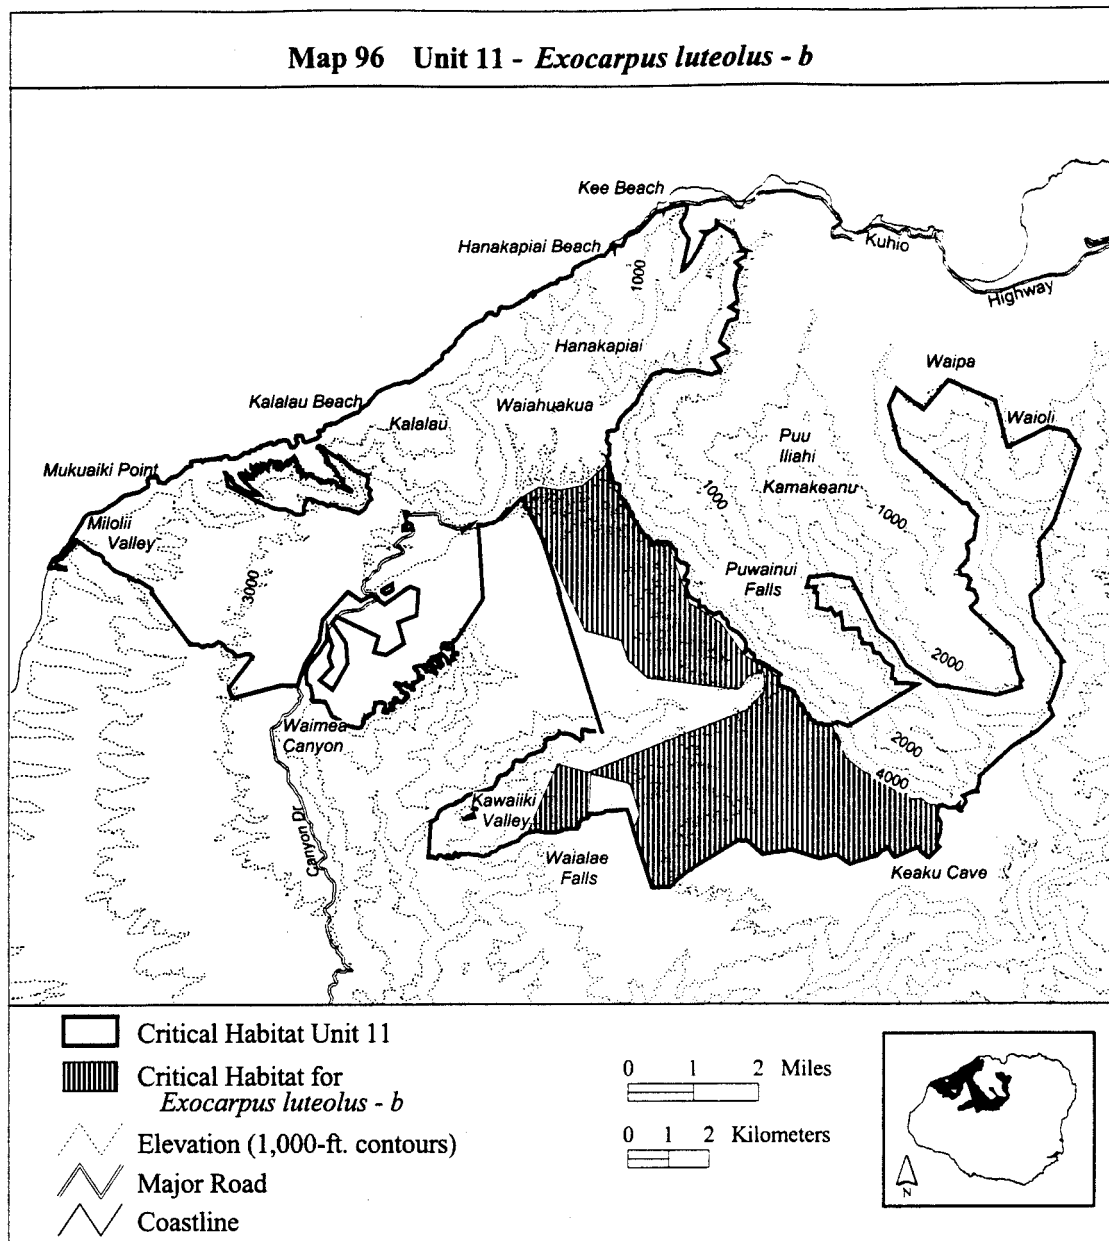 Map 96 Unit 11 - Exocarpus luteolus - b
Kee Beach
Hanakapiai Beach
Kuhio
Highway
1000
Hanakapiai
Waipa
Kalalau Beach
Waiahuakua
Waioli
Kalalau
Puu
Iliahi
Mukuaiki Point
Kamakeanu
1000
1000
Milolii
Valley
Puwainui
Falls
3000
2000
Waimea
Canyon
2000
4000
Kawaiiki
Valley
Canyon Dr
Waialae
Falls
Keaku Cave
Critical Habitat Unit 11
Critical Habitat for
Exocarpus luteolus - b
Elevation (1,000-ft. contours)
Major Road
Coastline
0 1 2 Miles
0 1 2 Kilometers
N